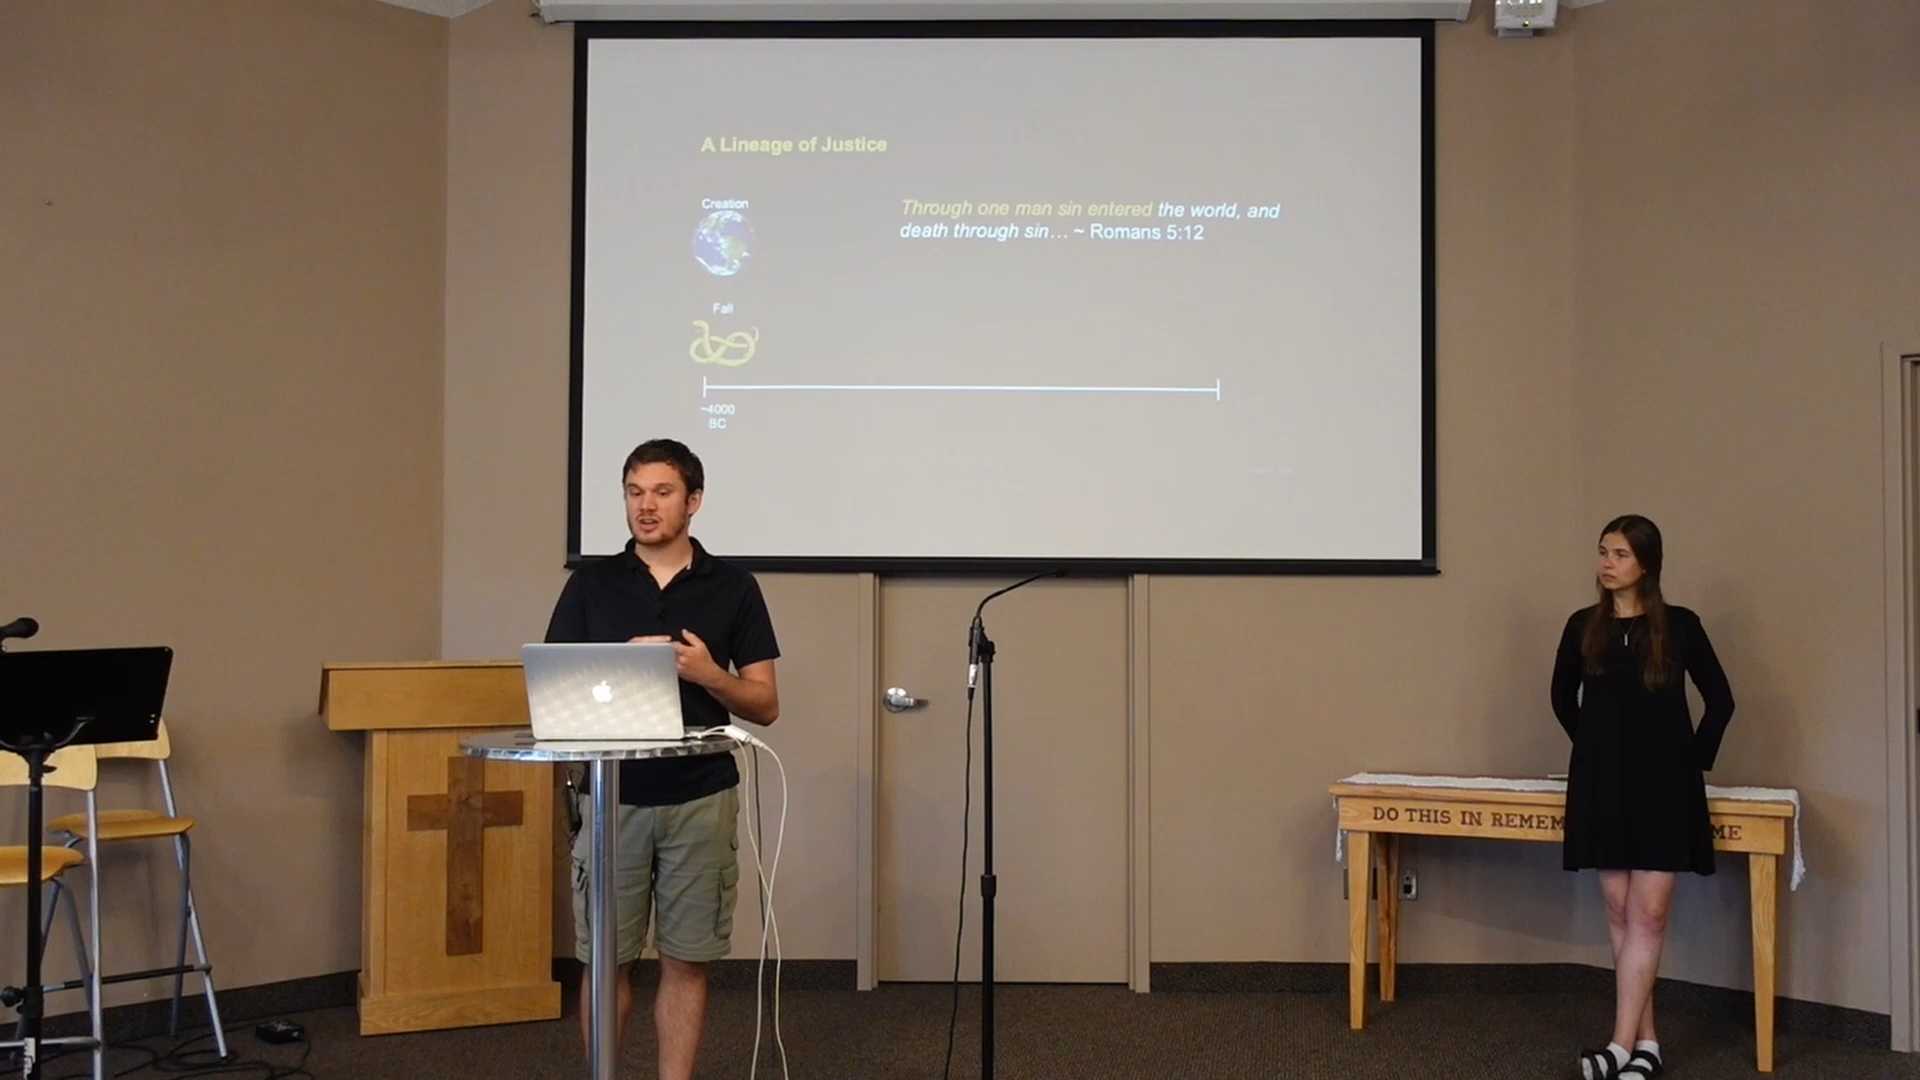 A Lineage of Justice
Creation
Through one man sin entered the world, and
death through sin... ~ Romans 5:12
Fall
~4000
BC
DO THIS IN REMEM
ME